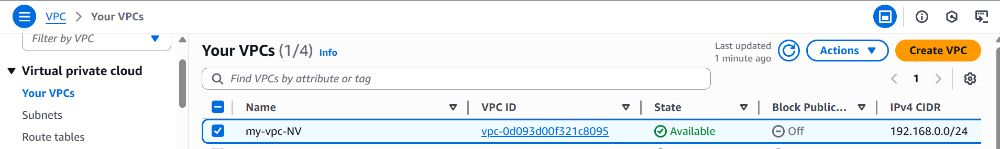 VPC > Your VPCs
Filter by VPC
Virtual private cloud
Your VPCs
Subnets
Route tables
Your VPCs (1/4) Info
Last updated
1 minute ago
Actions
Create VPC
Find VPCs by attribute or tag
1
Name VPC ID State Block Public... IPv4 CIDR
my-vpc-NV vpc-0d093d00f321c8095 Available Off 192.168.0.0/24